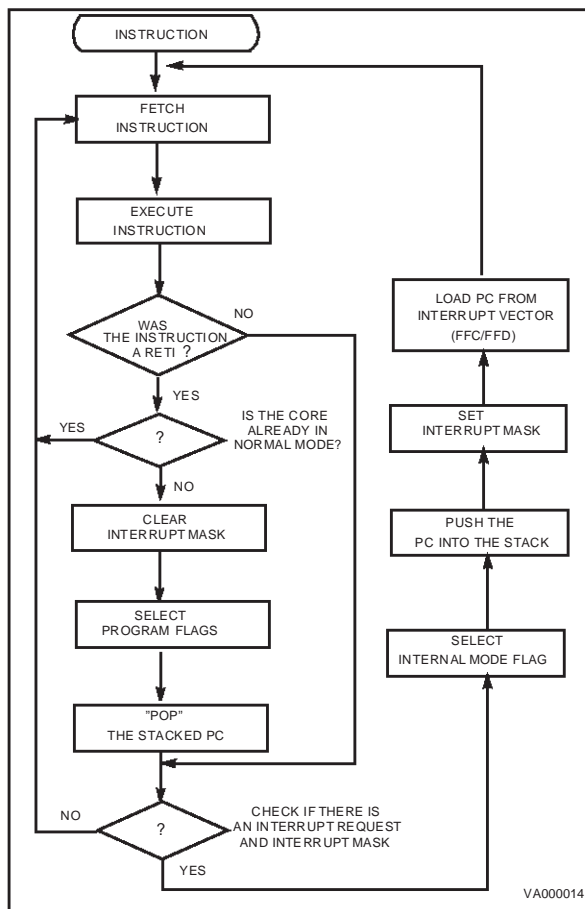 INSTRUCTION
FETCH
INSTRUCTION
EXECUTE
INSTRUCTION
WAS
THE INSTRUCTION
A RETI ?
NO
YES
?
IS THE CORE
ALREADY IN
NORMAL MODE?
YES
NO
CLEAR
INTERRUPT MASK
SELECT
PROGRAM FLAGS
"POP"
THE STACKED PC
?
CHECK IF THERE IS
AN INTERRUPT REQUEST
AND INTERRUPT MASK
NO
YES
SELECT
INTERNAL MODE FLAG
PUSH THE
PC INTO THE STACK
SET
INTERRUPT MASK
LOAD PC FROM
INTERRUPT VECTOR
(FFC/FFD)
VA000014